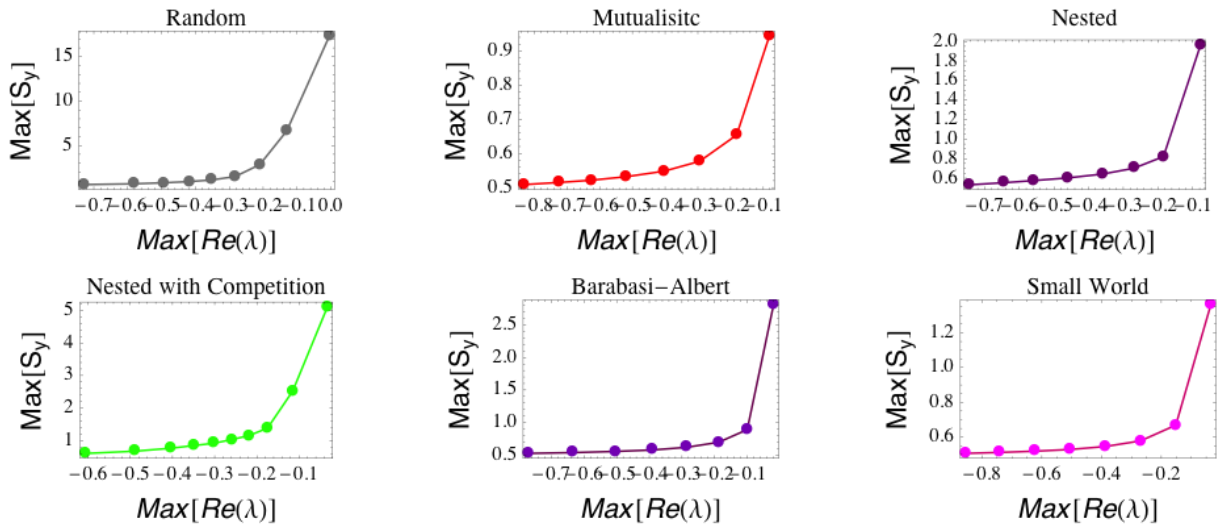 Random
Max[S_y]
15
10
5
−0.7 −0.6 −0.5 −0.4 −0.3 −0.2 −0.1 0.0
Max[Re(λ)]
Mutualisitc
Max[S_y]
0.9
0.8
0.7
0.6
0.5
−0.8 −0.7 −0.6 −0.5 −0.4 −0.3 −0.2 −0.1
Max[Re(λ)]
Nested
Max[S_y]
2.0
1.8
1.6
1.4
1.2
1.0
0.8
0.6
−0.7 −0.6 −0.5 −0.4 −0.3 −0.2 −0.1
Max[Re(λ)]
Nested with Competition
Max[S_y]
5
4
3
2
1
−0.6 −0.5 −0.4 −0.3 −0.2 −0.1
Max[Re(λ)]
Barabasi−Albert
Max[S_y]
2.5
2.0
1.5
1.0
0.5
−0.7 −0.6 −0.5 −0.4 −0.3 −0.2 −0.1
Max[Re(λ)]
Small World
Max[S_y]
1.2
1.0
0.8
0.6
−0.8 −0.6 −0.4 −0.2
Max[Re(λ)]